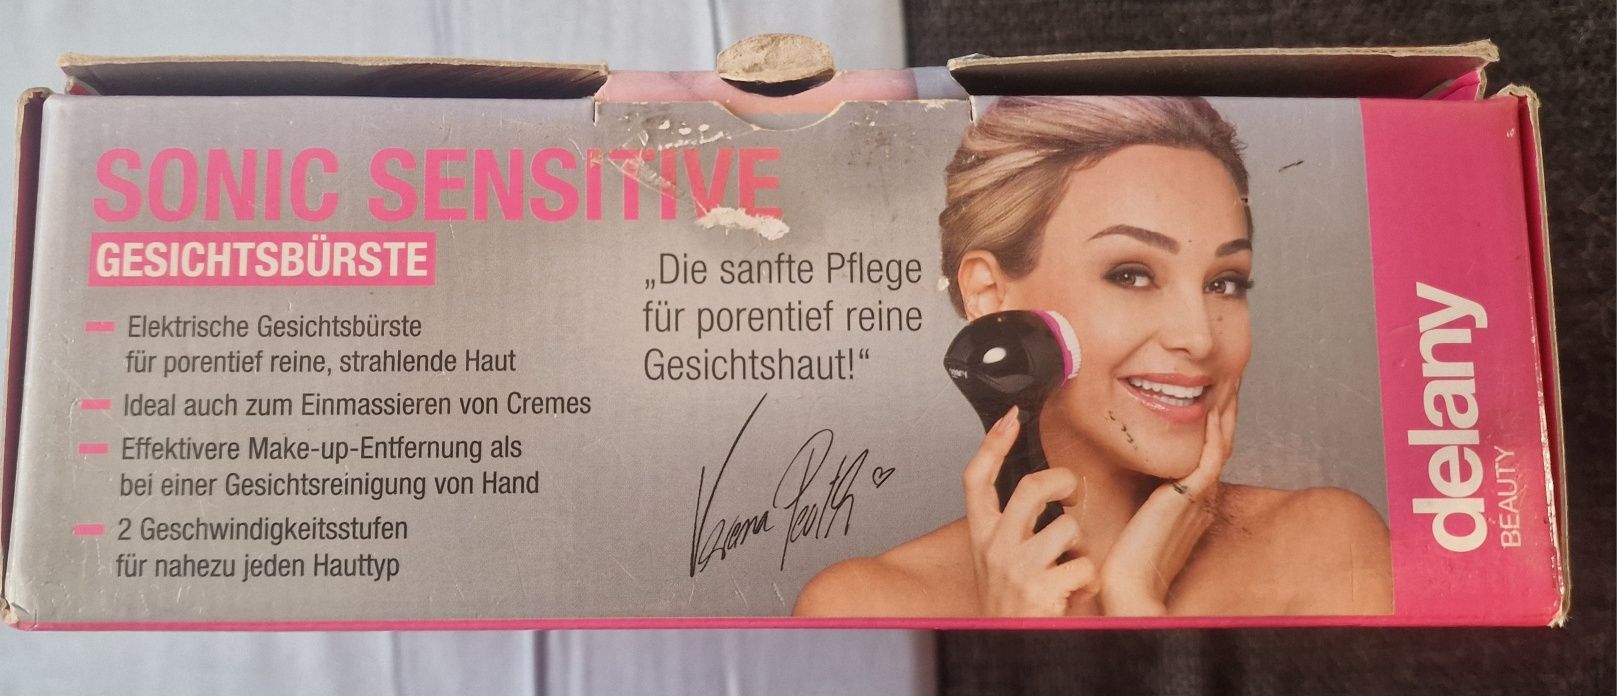 SONIC SENSITIVE
GESICHTSBÜRSTE
Elektrische Gesichtsbürste
für porentief reine, strahlende Haut
Ideal auch zum Einmassieren von Cremes
Effektivere Make-up-Entfernung als
bei einer Gesichtsreinigung von Hand
2 Geschwindigkeitsstufen
für nahezu jeden Hauttyp
„Die sanfte Pflege
für porentief reine
Gesichtshaut!“
Verena
delany
BEAUTY